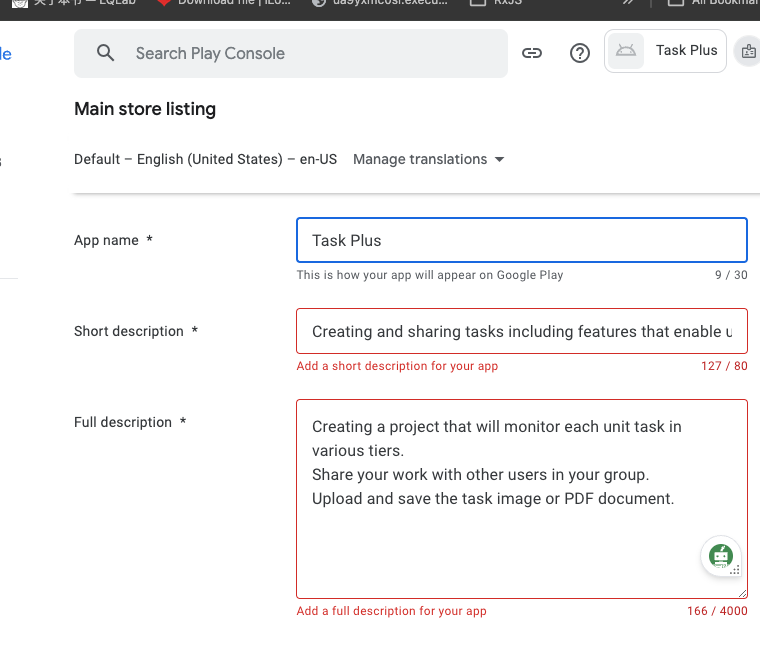 Download file | iLo...
RxJS
All Bookmar
le
Search Play Console
Task Plus
Main store listing
Default – English (United States) – en-US Manage translations
App name *
Task Plus
This is how your app will appear on Google Play 9 / 30
Short description *
Creating and sharing tasks including features that enable u
Add a short description for your app 127 / 80
Full description *
Creating a project that will monitor each unit task in
various tiers.
Share your work with other users in your group.
Upload and save the task image or PDF document.
Add a full description for your app 166 / 4000